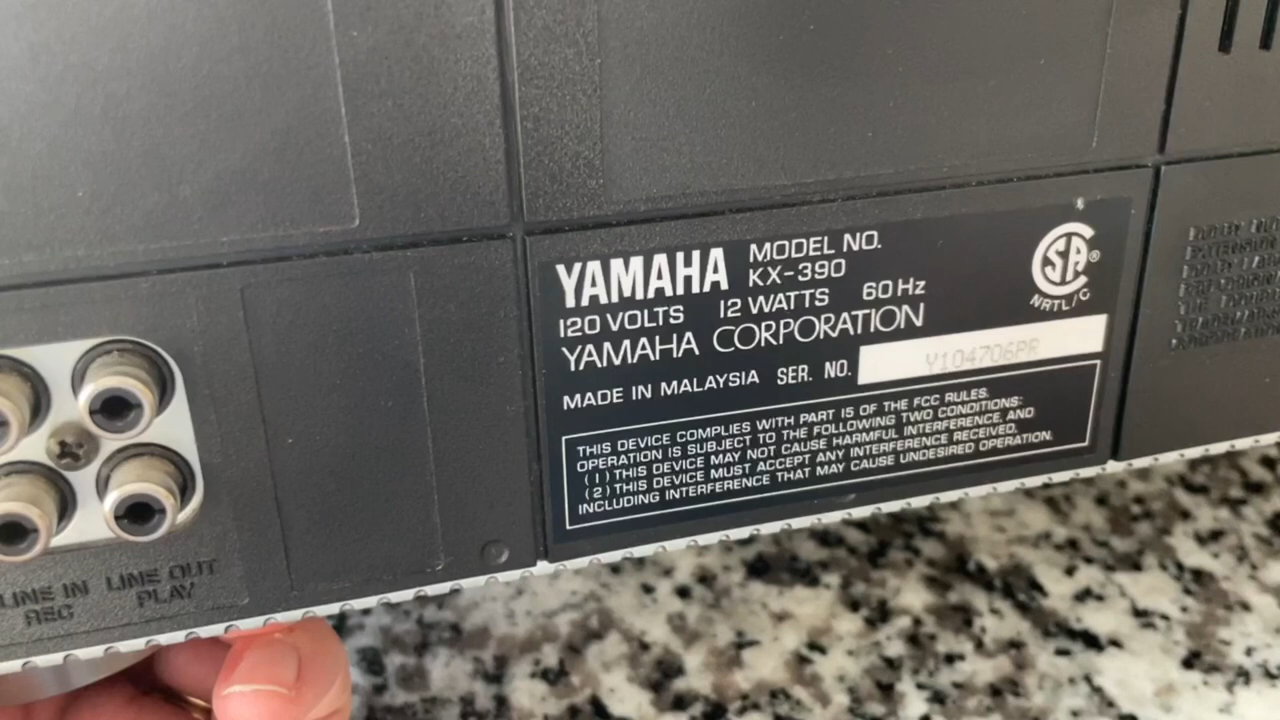 YAMAHA MODEL NO.
KX-390
120 VOLTS 12 WATTS 60 Hz
YAMAHA CORPORATION
MADE IN MALAYSIA SER. NO. Y104706PR
THIS DEVICE COMPLIES WITH PART 15 OF THE FCC RULES.
OPERATION IS SUBJECT TO THE FOLLOWING TWO CONDITIONS:
(1) THIS DEVICE MAY NOT CAUSE HARMFUL INTERFERENCE, AND
(2) THIS DEVICE MUST ACCEPT ANY INTERFERENCE RECEIVED,
INCLUDING INTERFERENCE THAT MAY CAUSE UNDESIRED OPERATION.
CSA®
NRTL/C
LINE IN LINE OUT
REC PLAY